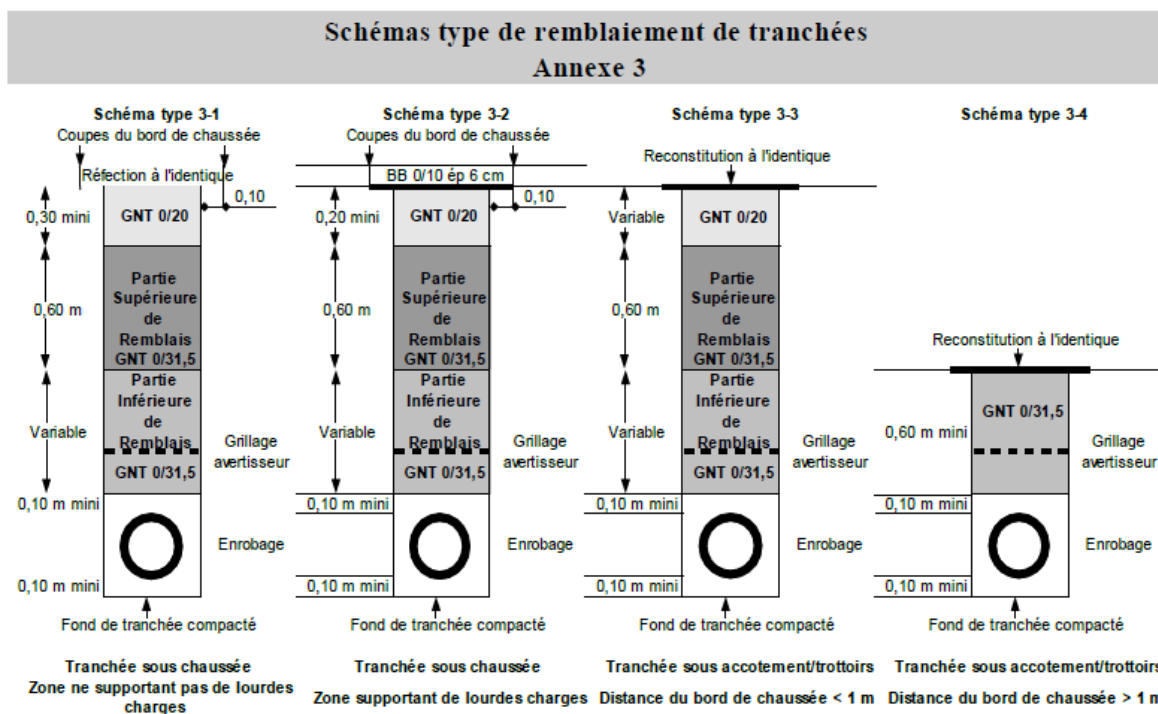 Schémas type de remblaiement de tranchées
Annexe 3
Schéma type 3-1
Coupes du bord de chaussée
Réfection à l'identique
0,10
0,30 mini
GNT 0/20
0,60 m
Partie
Supérieure
de
Remblais
GNT 0/31,5
Variable
Partie
Inférieure
de
Remblais
GNT 0/31,5
Grillage
avertisseur
0,10 m mini
Enrobage
0,10 m mini
Fond de tranchée compacté
Tranchée sous chaussée
Zone ne supportant pas de lourdes
charges
Schéma type 3-2
Coupes du bord de chaussée
BB 0/10 ép 6 cm
0,10
0,20 mini
GNT 0/20
0,60 m
Partie
Supérieure
de
Remblais
GNT 0/31,5
Variable
Partie
Inférieure
de
Remblais
GNT 0/31,5
Grillage
avertisseur
0,10 m mini
Enrobage
0,10 m mini
Fond de tranchée compacté
Tranchée sous chaussée
Zone supportant de lourdes charges
Schéma type 3-3
Reconstitution à l'identique
Variable
GNT 0/20
0,60 m
Partie
Supérieure
de
Remblais
GNT 0/31,5
Variable
Partie
Inférieure
de
Remblais
GNT 0/31,5
Grillage
avertisseur
0,10 m mini
Enrobage
0,10 m mini
Fond de tranchée compacté
Tranchée sous accotement/trottoirs
Distance du bord de chaussée < 1 m
Schéma type 3-4
Reconstitution à l'identique
GNT 0/31,5
0,60 m mini
Grillage
avertisseur
0,10 m mini
Enrobage
0,10 m mini
Fond de tranchée compacté
Tranchée sous accotement/trottoirs
Distance du bord de chaussée > 1 m